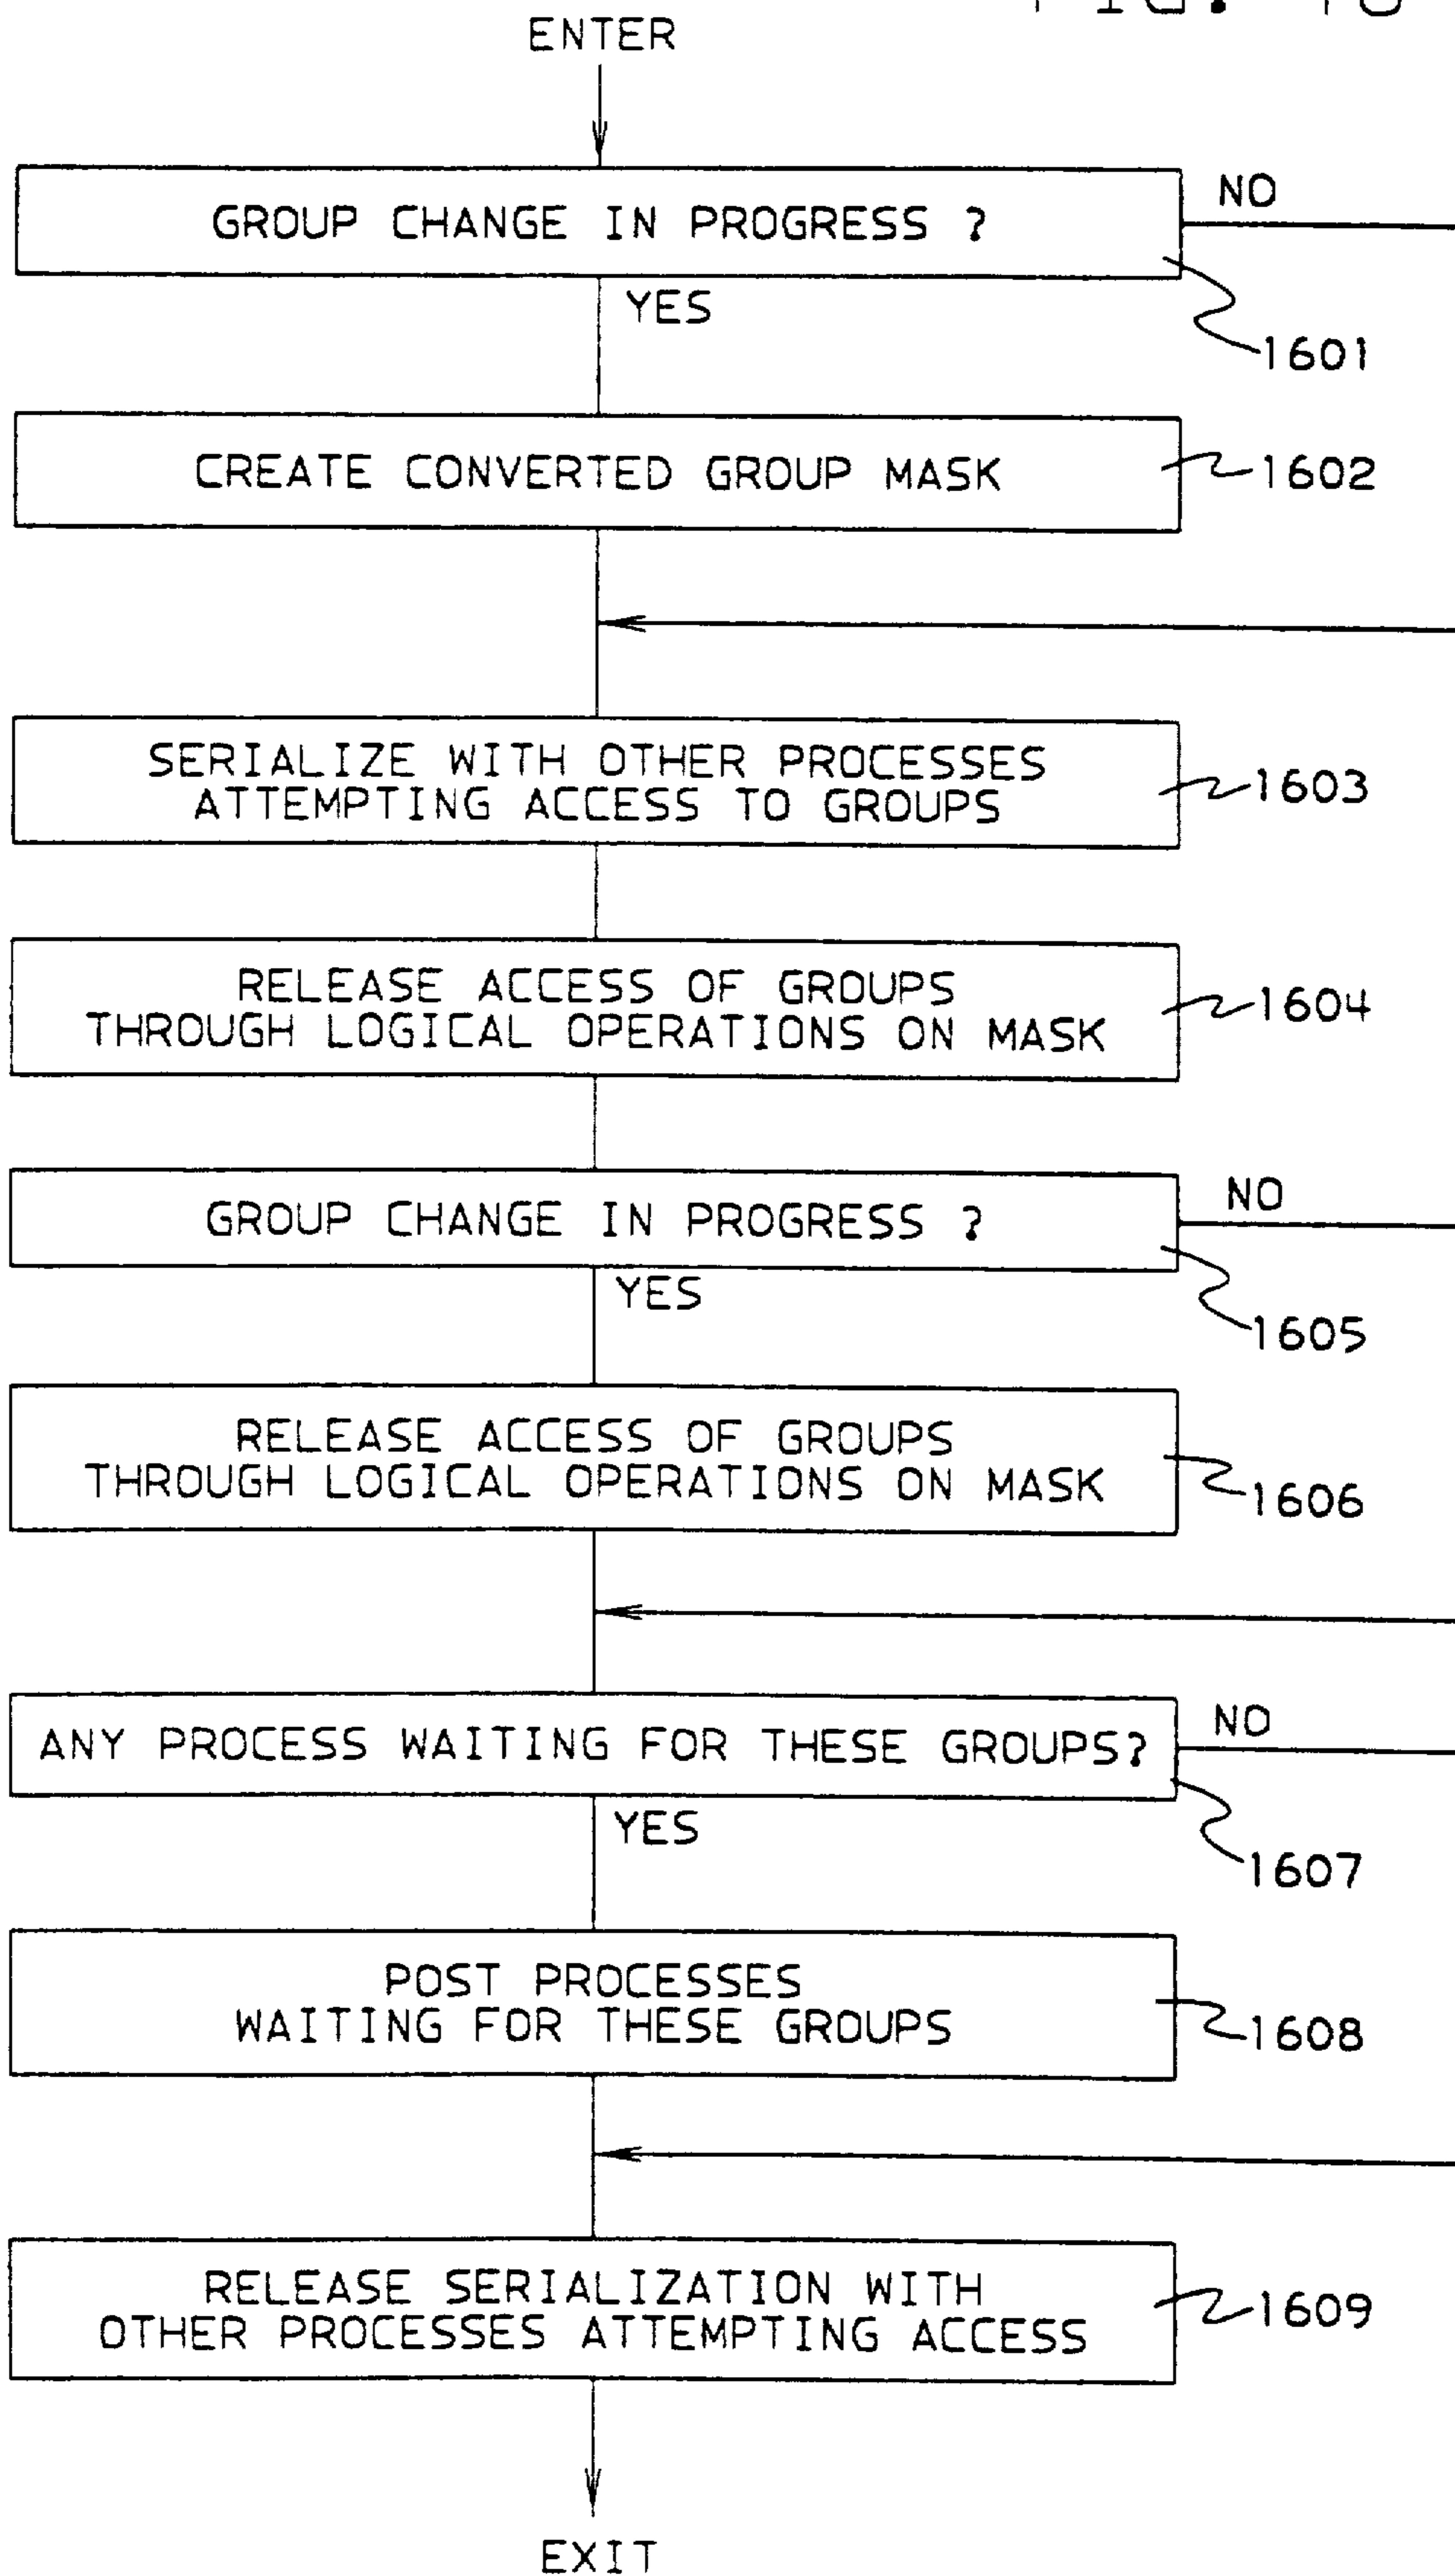 ENTER
GROUP CHANGE IN PROGRESS ?
NO
1601
YES
CREATE CONVERTED GROUP MASK
1602
SERIALIZE WITH OTHER PROCESSES
ATTEMPTING ACCESS TO GROUPS
1603
RELEASE ACCESS OF GROUPS
THROUGH LOGICAL OPERATIONS ON MASK
1604
GROUP CHANGE IN PROGRESS ?
NO
1605
YES
RELEASE ACCESS OF GROUPS
THROUGH LOGICAL OPERATIONS ON MASK
1606
ANY PROCESS WAITING FOR THESE GROUPS?
NO
1607
YES
POST PROCESSES
WAITING FOR THESE GROUPS
1608
RELEASE SERIALIZATION WITH
OTHER PROCESSES ATTEMPTING ACCESS
1609
EXIT